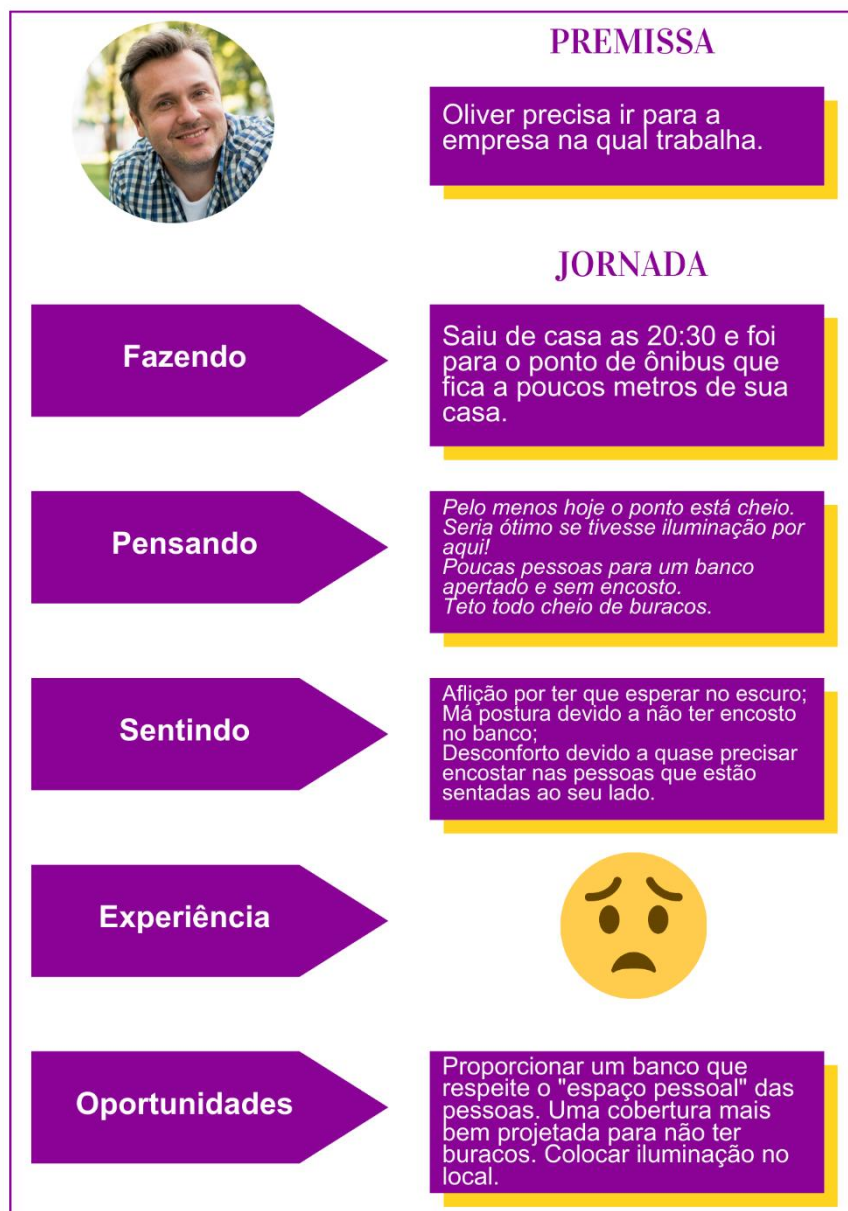 PREMISSA
Oliver precisa ir para a
empresa na qual trabalha.
JORNADA
Fazendo
Saiu de casa as 20:30 e foi
para o ponto de ônibus que
fica a poucos metros de sua
casa.
Pensando
Pelo menos hoje o ponto está cheio.
Seria ótimo se tivesse iluminação por
aqui!
Poucas pessoas para um banco
apertado e sem encosto.
Teto todo cheio de buracos.
Sentindo
Aflição por ter que esperar no escuro;
Má postura devido a não ter encosto
no banco;
Desconforto devido a quase precisar
encostar nas pessoas que estão
sentadas ao seu lado.
Experiência
Oportunidades
Proporcionar um banco que
respeite o "espaço pessoal" das
pessoas. Uma cobertura mais
bem projetada para não ter
buracos. Colocar iluminação no
local.